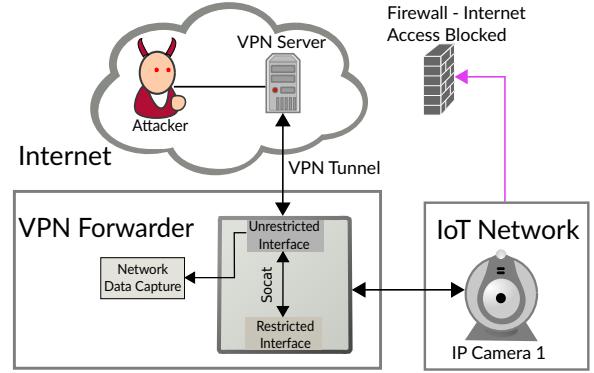 Firewall - Internet
Access Blocked
VPN Server
Attacker
Internet
VPN Tunnel
VPN Forwarder
Unrestricted
Interface
Network
Data Capture
Socat
Restricted
Interface
IoT Network
IP Camera 1